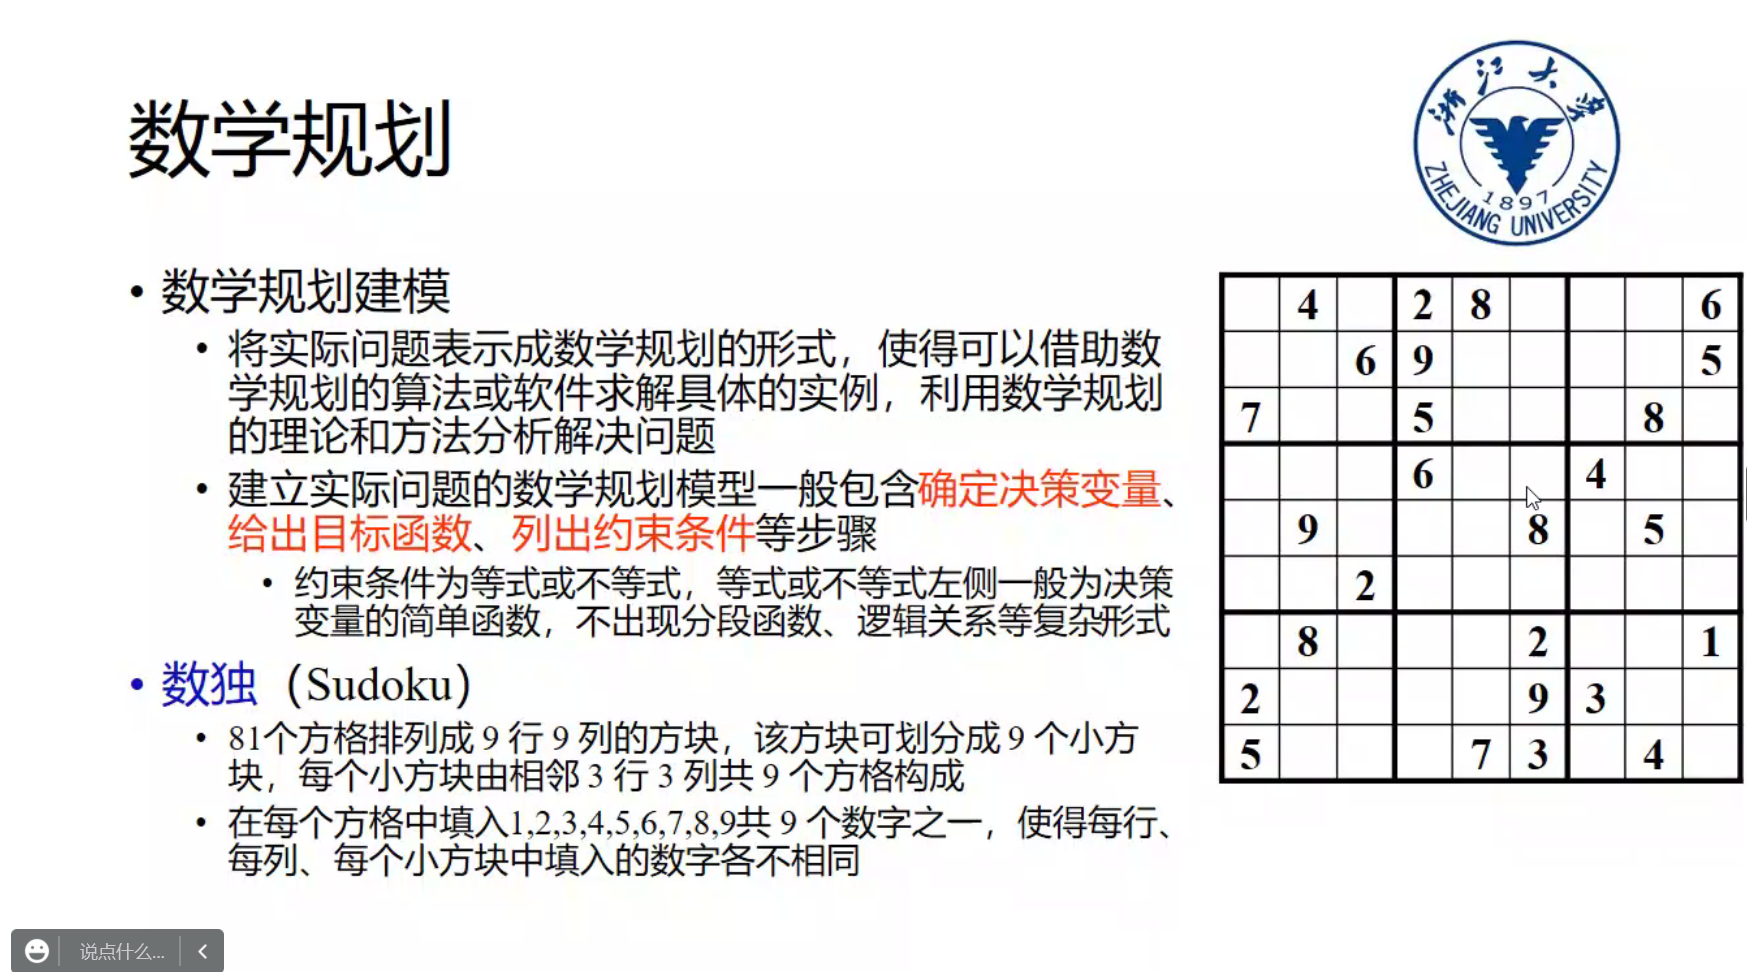 浙江大学
ZHEJIANG UNIVERSITY
1897
数学规划
• 数学规划建模
• 将实际问题表示成数学规划的形式，使得可以借助数
学规划的算法或软件求解具体的实例，利用数学规划
的理论和方法分析解决问题
• 建立实际问题的数学规划模型一般包含确定决策变量、
给出目标函数、列出约束条件等步骤
• 约束条件为等式或不等式，等式或不等式左侧一般为决策
变量的简单函数，不出现分段函数、逻辑关系等复杂形式
• 数独（Sudoku）
• 81个方格排列成 9 行 9 列的方块，该方块可划分成 9 个小方
块，每个小方块由相邻 3 行 3 列共 9 个方格构成
• 在每个方格中填入1,2,3,4,5,6,7,8,9共 9 个数字之一，使得每行、
每列、每个小方块中填入的数字各不相同
4 2 8 6
6 9 5
7 5 8
6 4
9 8 5
2
8 2 1
2 9 3
5 7 3 4
说点什么...